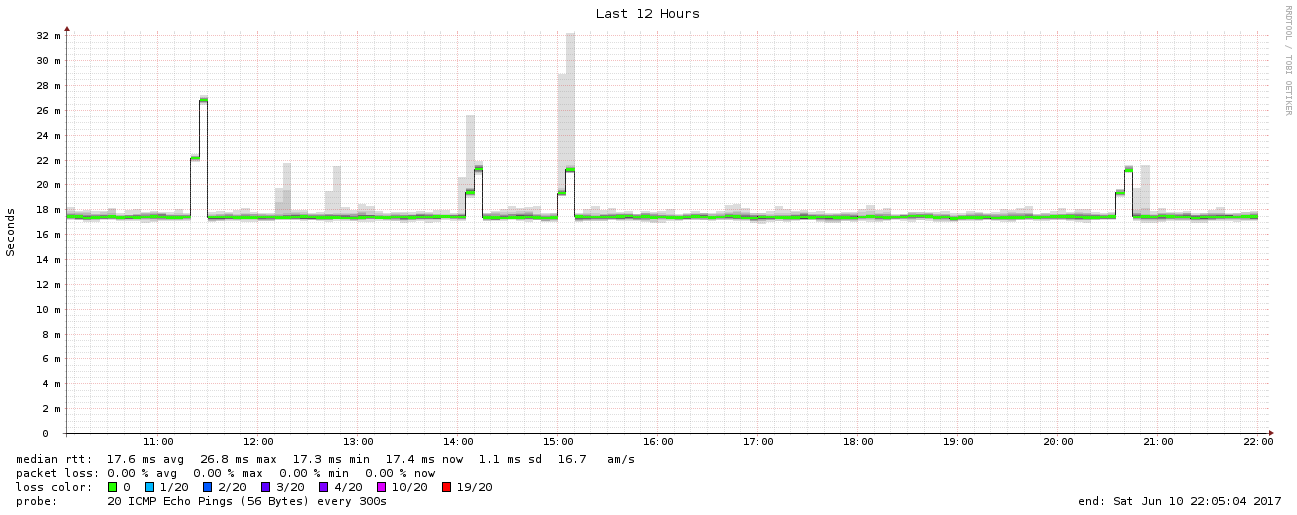 Last 12 Hours
RRDTOOL / TOBI OETIKER
Seconds
32 m
30 m
28 m
26 m
24 m
22 m
20 m
18 m
16 m
14 m
12 m
10 m
8 m
6 m
4 m
2 m
0
11:00 12:00 13:00 14:00 15:00 16:00 17:00 18:00 19:00 20:00 21:00 22:00
median rtt: 17.6 ms avg 26.8 ms max 17.3 ms min 17.4 ms now 1.1 ms sd 16.7 am/s
packet loss: 0.00 % avg 0.00 % max 0.00 % min 0.00 % now
loss color: 0 1/20 2/20 3/20 4/20 10/20 19/20
probe: 20 ICMP Echo Pings (56 Bytes) every 300s end: Sat Jun 10 22:05:04 2017